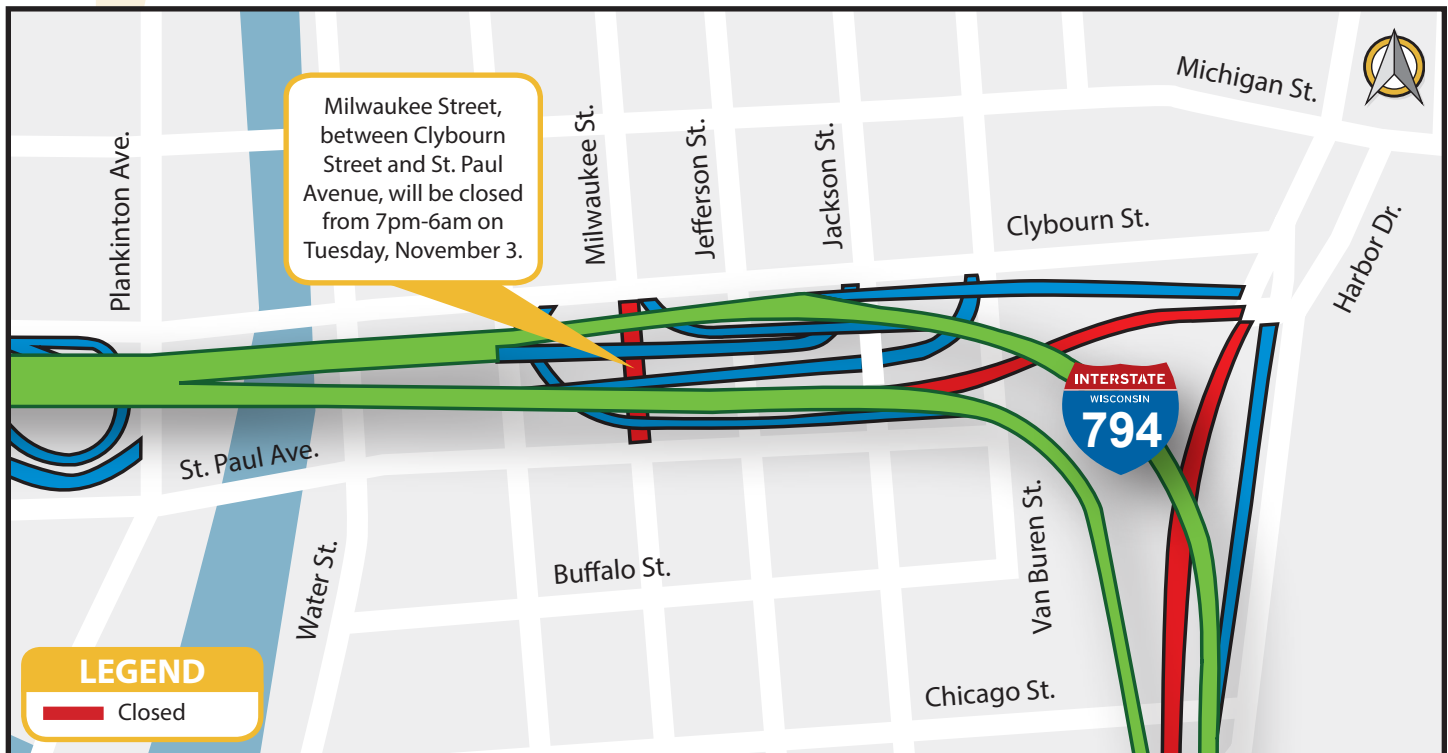 Michigan St.
Milwaukee Street,
between Clybourn
Street and St. Paul
Avenue, will be closed
from 7pm-6am on
Tuesday, November 3.
Plankinton Ave.
Milwaukee St.
Jefferson St.
Jackson St.
Clybourn St.
Harbor Dr.
INTERSTATE
WISCONSIN
794
St. Paul Ave.
Water St.
Buffalo St.
Van Buren St.
Chicago St.
LEGEND
Closed